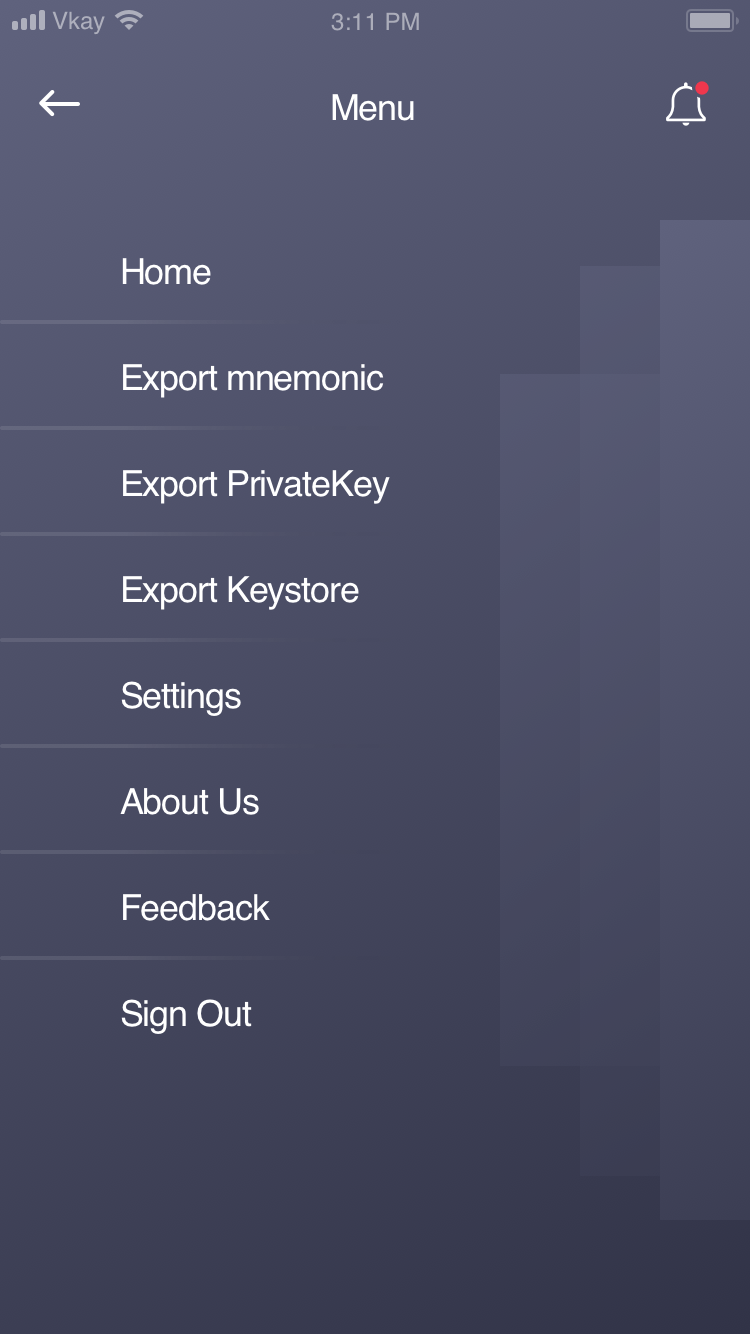 Vkay 3:11 PM
Menu
Home
Export mnemonic
Export PrivateKey
Export Keystore
Settings
About Us
Feedback
Sign Out